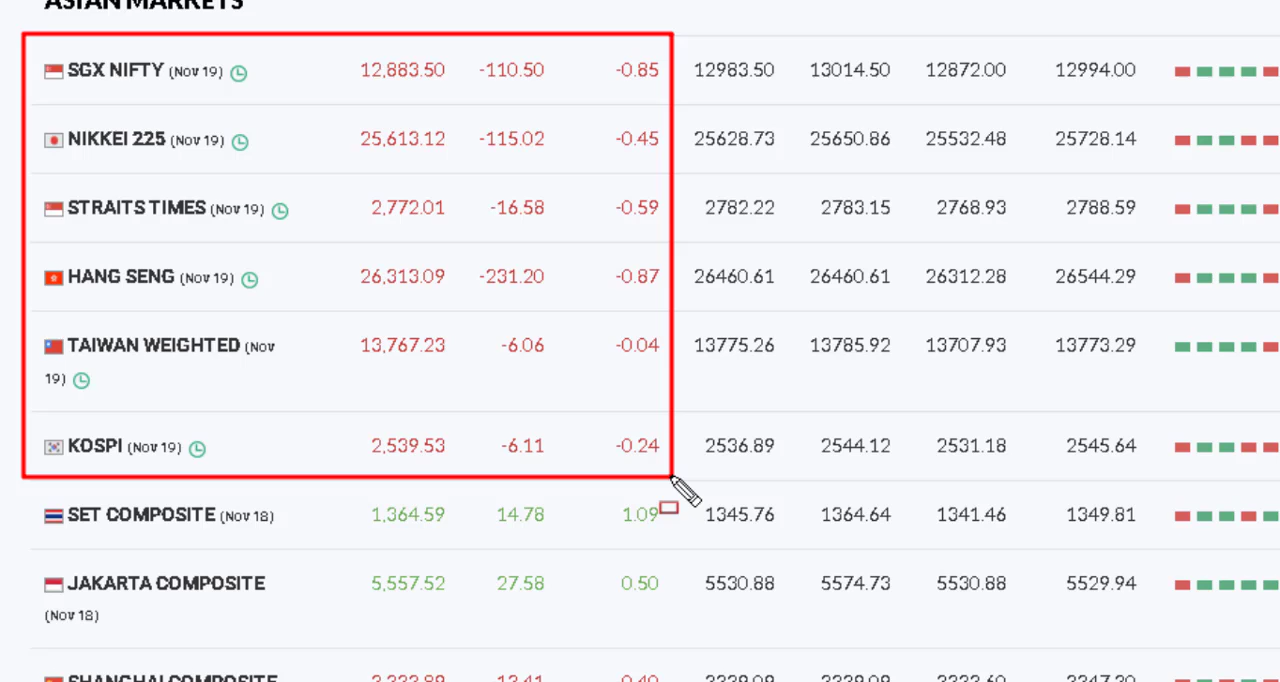 ASIAN MARKETS
SGX NIFTY (Nov 19) 12,883.50 -110.50 -0.85 12983.50 13014.50 12872.00 12994.00
NIKKEI 225 (Nov 19) 25,613.12 -115.02 -0.45 25628.73 25650.86 25532.48 25728.14
STRAITS TIMES (Nov 19) 2,772.01 -16.58 -0.59 2782.22 2783.15 2768.93 2788.59
HANG SENG (Nov 19) 26,313.09 -231.20 -0.87 26460.61 26460.61 26312.28 26544.29
TAIWAN WEIGHTED (Nov 13,767.23 -6.06 -0.04 13775.26 13785.92 13707.93 13773.29
19)
KOSPI (Nov 19) 2,539.53 -6.11 -0.24 2536.89 2544.12 2531.18 2545.64
SET COMPOSITE (Nov 18) 1,364.59 14.78 1.09 1345.76 1364.64 1341.46 1349.81
JAKARTA COMPOSITE 5,557.52 27.58 0.50 5530.88 5574.73 5530.88 5529.94
(Nov 18)
SHANGHAI COMPOSITE